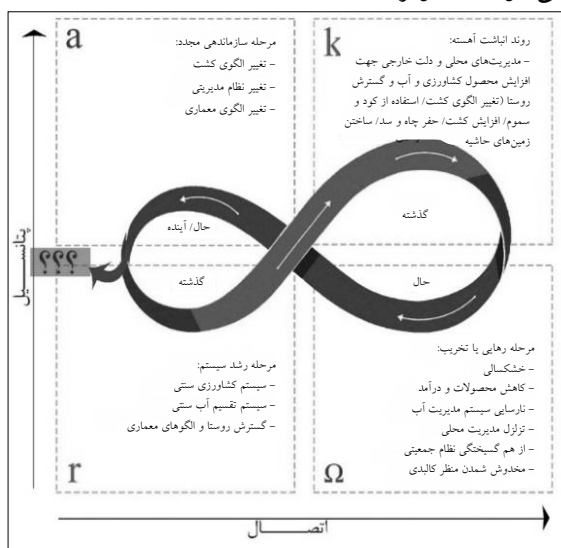 a
مرحله سازماندهی مجدد:
- تغییر الگوی کشت
- تغییر نظام مدیریتی
- تغییر الگوی معماری
k
روند انباشت آهسته:
- مدیریت‌های محلی و دلت خارجی جهت
افزایش محصول کشاورزی و آب و گسترش
روستا (تغییر الگوی کشت/ استفاده از کود و
سموم/ افزایش کشت/ حفر چاه و سد/ ساختن
زمین‌های حاشیه
حال/ آینده
گذشته
؟؟؟
گذشته
حال
مرحله رشد سیستم:
- سیستم کشاورزی سنتی
- سیستم تقسیم آب سنتی
- گسترش روستا و الگوهای معماری
r
مرحله رهایی یا تخریب:
- خشکسالی
- کاهش محصولات و درآمد
- نارسایی سیستم مدیریت آب
- تزلزل مدیریت محلی
- از هم گسیختگی نظام جمعیتی
- مخدوش شمدن منظر کالبدی
Ω
پتانسیل
اتصال